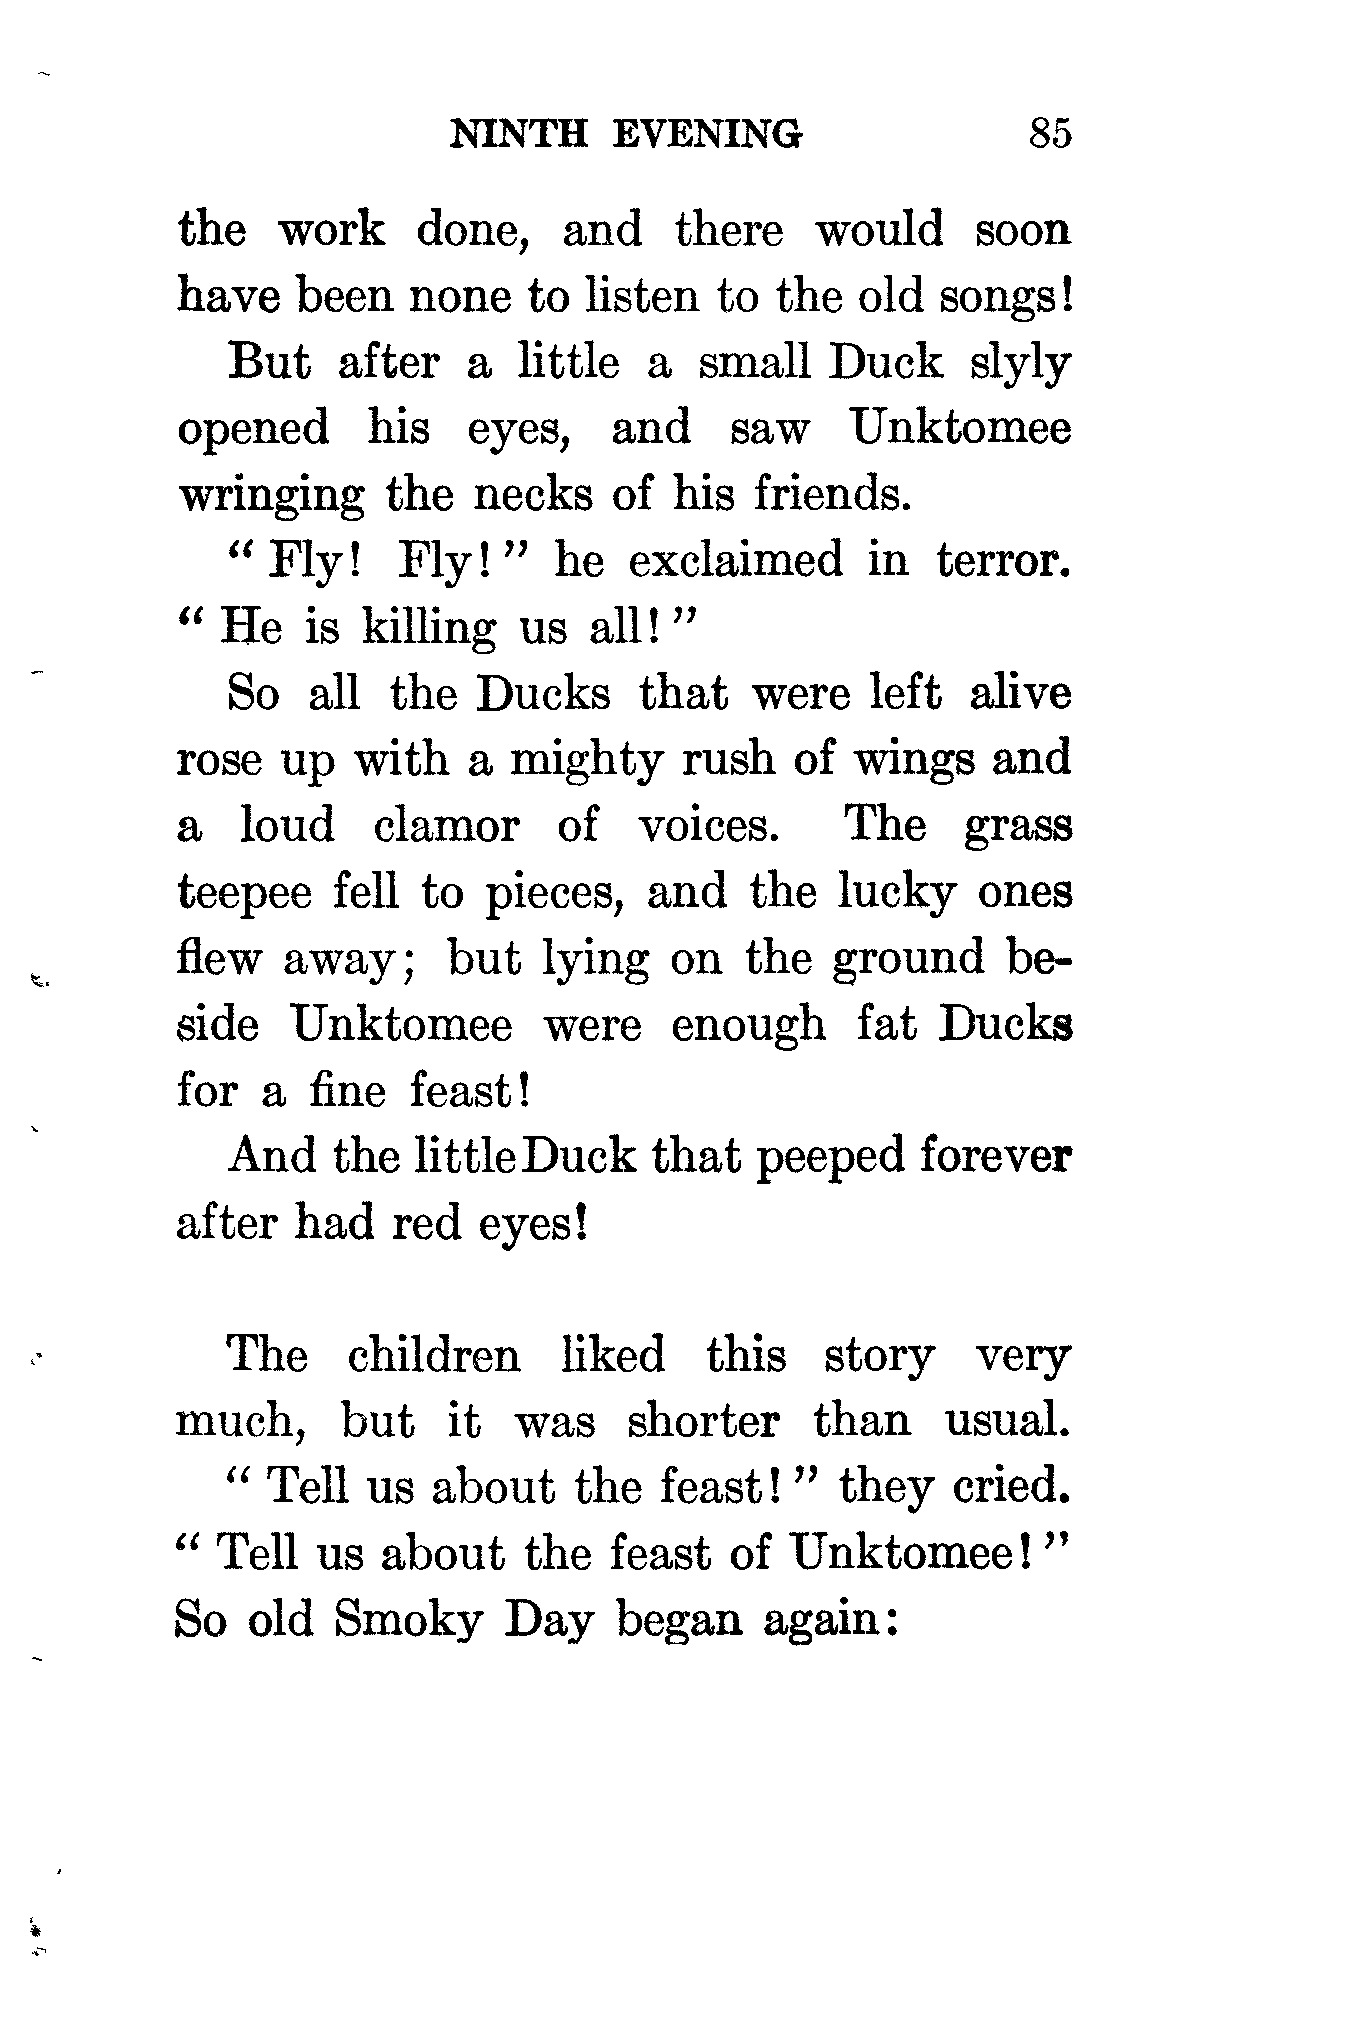 NINTH EVENING 85
the work done, and there would soon
have been none to listen to the old songs!
But after a little a small Duck slyly
opened his eyes, and saw Unktomee
wringing the necks of his friends.
" Fly! Fly! " he exclaimed in terror.
" He is killing us all! "
So all the Ducks that were left alive
rose up with a mighty rush of wings and
a loud clamor of voices. The grass
teepee fell to pieces, and the lucky ones
flew away; but lying on the ground be-
side Unktomee were enough fat Ducks
for a fine feast!
And the little Duck that peeped forever
after had red eyes!
The children liked this story very
much, but it was shorter than usual.
" Tell us about the feast! " they cried.
" Tell us about the feast of Unktomee! "
So old Smoky Day began again: